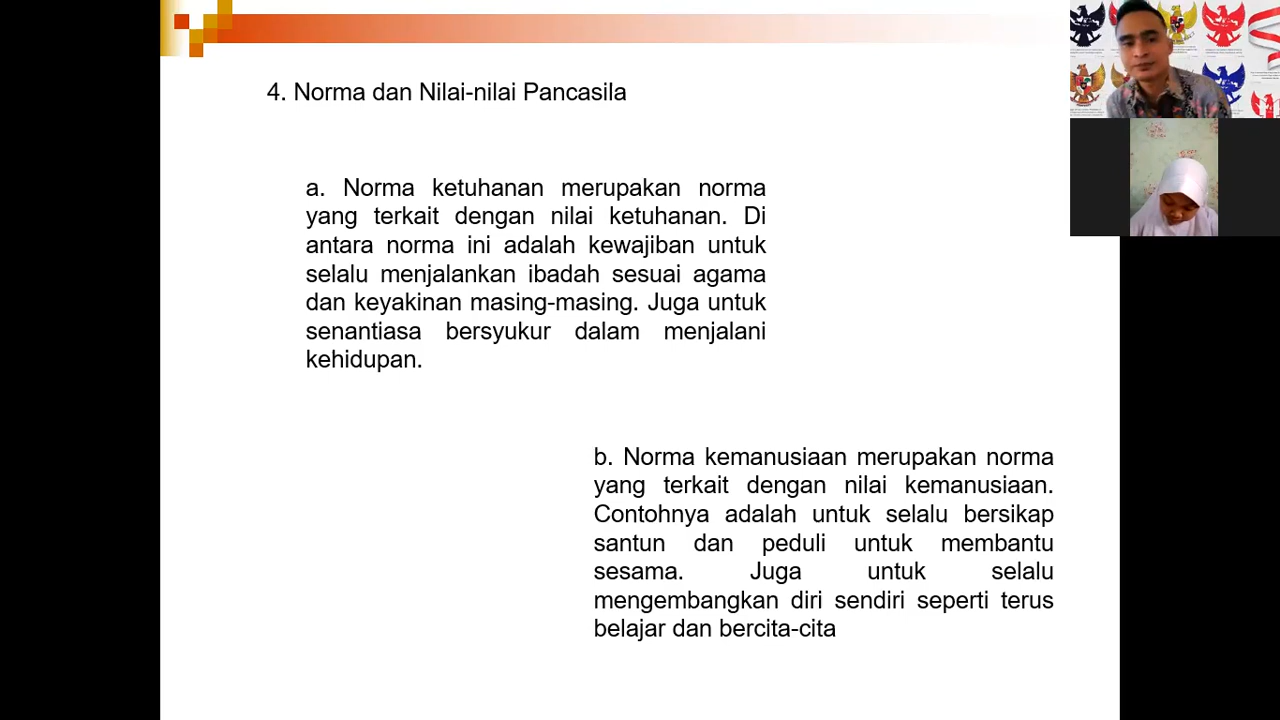 4. Norma dan Nilai-nilai Pancasila
a. Norma ketuhanan merupakan norma
yang terkait dengan nilai ketuhanan. Di
antara norma ini adalah kewajiban untuk
selalu menjalankan ibadah sesuai agama
dan keyakinan masing-masing. Juga untuk
senantiasa bersyukur dalam menjalani
kehidupan.
b. Norma kemanusiaan merupakan norma
yang terkait dengan nilai kemanusiaan.
Contohnya adalah untuk selalu bersikap
santun dan peduli untuk membantu
sesama. Juga untuk selalu
mengembangkan diri sendiri seperti terus
belajar dan bercita-cita